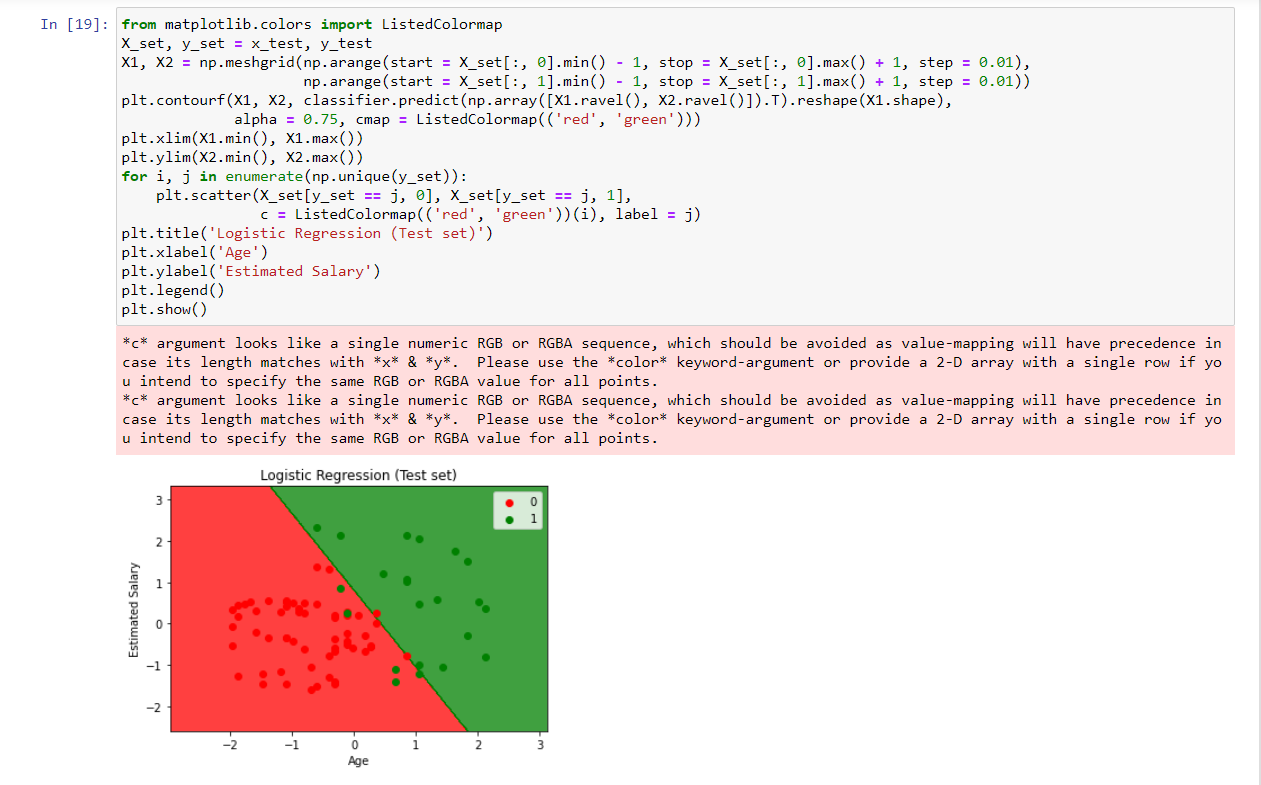 In [19]: from matplotlib.colors import ListedColormap
X_set, y_set = x_test, y_test
X1, X2 = np.meshgrid(np.arange(start = X_set[:, 0].min() - 1, stop = X_set[:, 0].max() + 1, step = 0.01),
                     np.arange(start = X_set[:, 1].min() - 1, stop = X_set[:, 1].max() + 1, step = 0.01))
plt.contourf(X1, X2, classifier.predict(np.array([X1.ravel(), X2.ravel()]).T).reshape(X1.shape),
             alpha = 0.75, cmap = ListedColormap(('red', 'green')))
plt.xlim(X1.min(), X1.max())
plt.ylim(X2.min(), X2.max())
for i, j in enumerate(np.unique(y_set)):
    plt.scatter(X_set[y_set == j, 0], X_set[y_set == j, 1],
                c = ListedColormap(('red', 'green'))(i), label = j)
plt.title('Logistic Regression (Test set)')
plt.xlabel('Age')
plt.ylabel('Estimated Salary')
plt.legend()
plt.show()
*c* argument looks like a single numeric RGB or RGBA sequence, which should be avoided as value-mapping will have precedence in
case its length matches with *x* & *y*.  Please use the *color* keyword-argument or provide a 2-D array with a single row if yo
u intend to specify the same RGB or RGBA value for all points.
*c* argument looks like a single numeric RGB or RGBA sequence, which should be avoided as value-mapping will have precedence in
case its length matches with *x* & *y*.  Please use the *color* keyword-argument or provide a 2-D array with a single row if yo
u intend to specify the same RGB or RGBA value for all points.
Logistic Regression (Test set)
0
1
3
2
1
0
−1
−2
Estimated Salary
−2 −1 0 1 2 3
Age